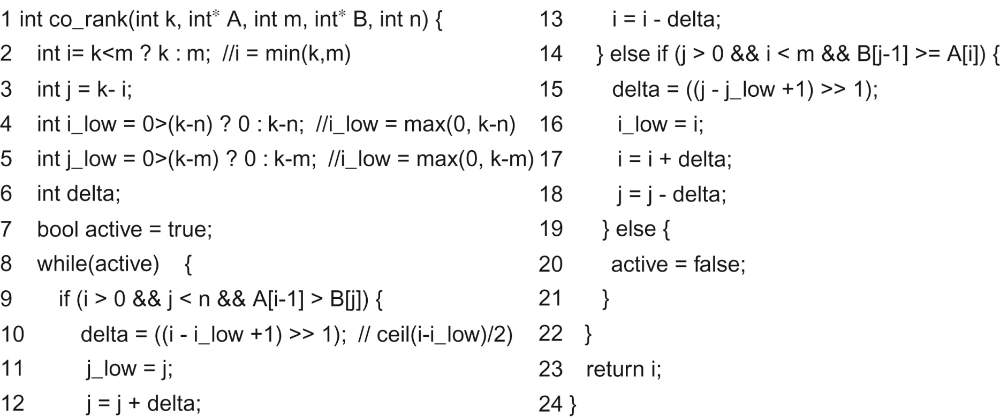 1 int co_rank(int k, int* A, int m, int* B, int n) {
2 int i= k<m ? k : m; //i = min(k,m)
3 int j = k- i;
4 int i_low = 0>(k-n) ? 0 : k-n; //i_low = max(0, k-n)
5 int j_low = 0>(k-m) ? 0 : k-m; //i_low = max(0, k-m)
6 int delta;
7 bool active = true;
8 while(active) {
9 if (i > 0 && j < n && A[i-1] > B[j]) {
10 delta = ((i - i_low +1) >> 1); // ceil(i-i_low)/2)
11 j_low = j;
12 j = j + delta;
13 i = i - delta;
14 } else if (j > 0 && i < m && B[j-1] >= A[i]) {
15 delta = ((j - j_low +1) >> 1);
16 i_low = i;
17 i = i + delta;
18 j = j - delta;
19 } else {
20 active = false;
21 }
22 }
23 return i;
24 }